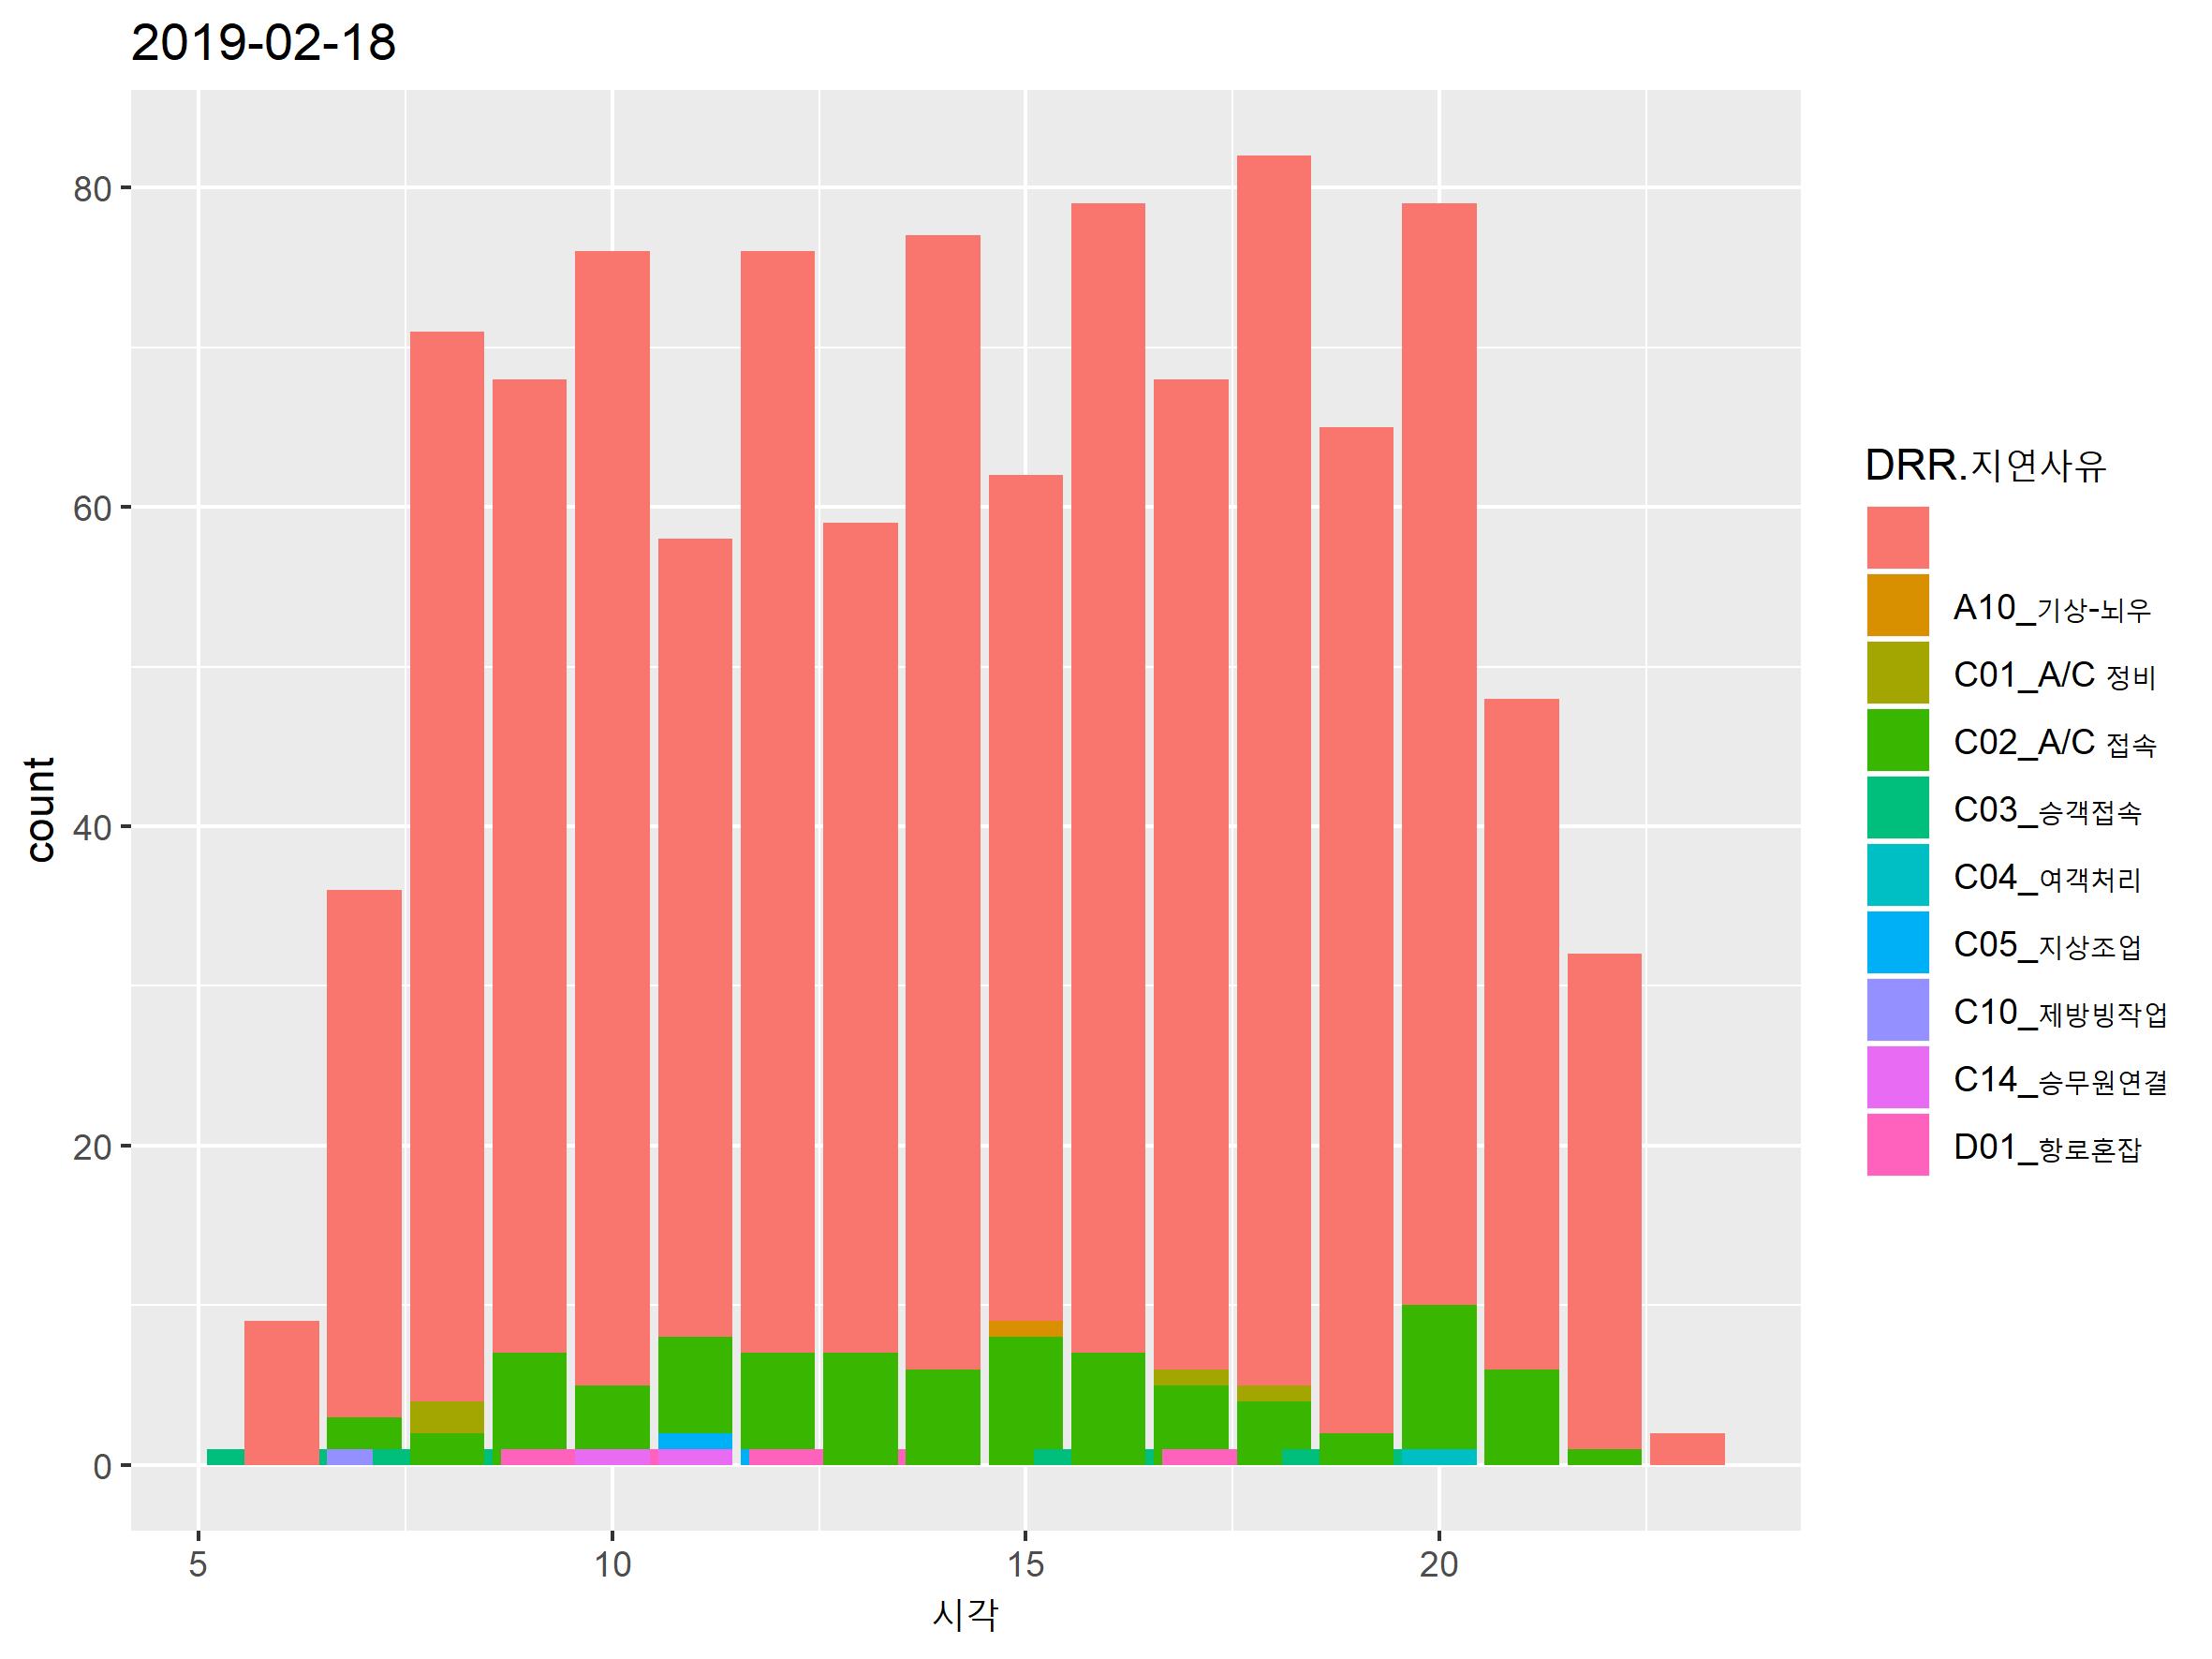 2019-02-18
80
60
40
20
0
count
5
10
15
20
시각
DRR.지연사유
A10_기상-뇌우
C01_A/C 정비
C02_A/C 접속
C03_승객접속
C04_여객처리
C05_지상조업
C10_제방빙작업
C14_승무원연결
D01_항로혼잡